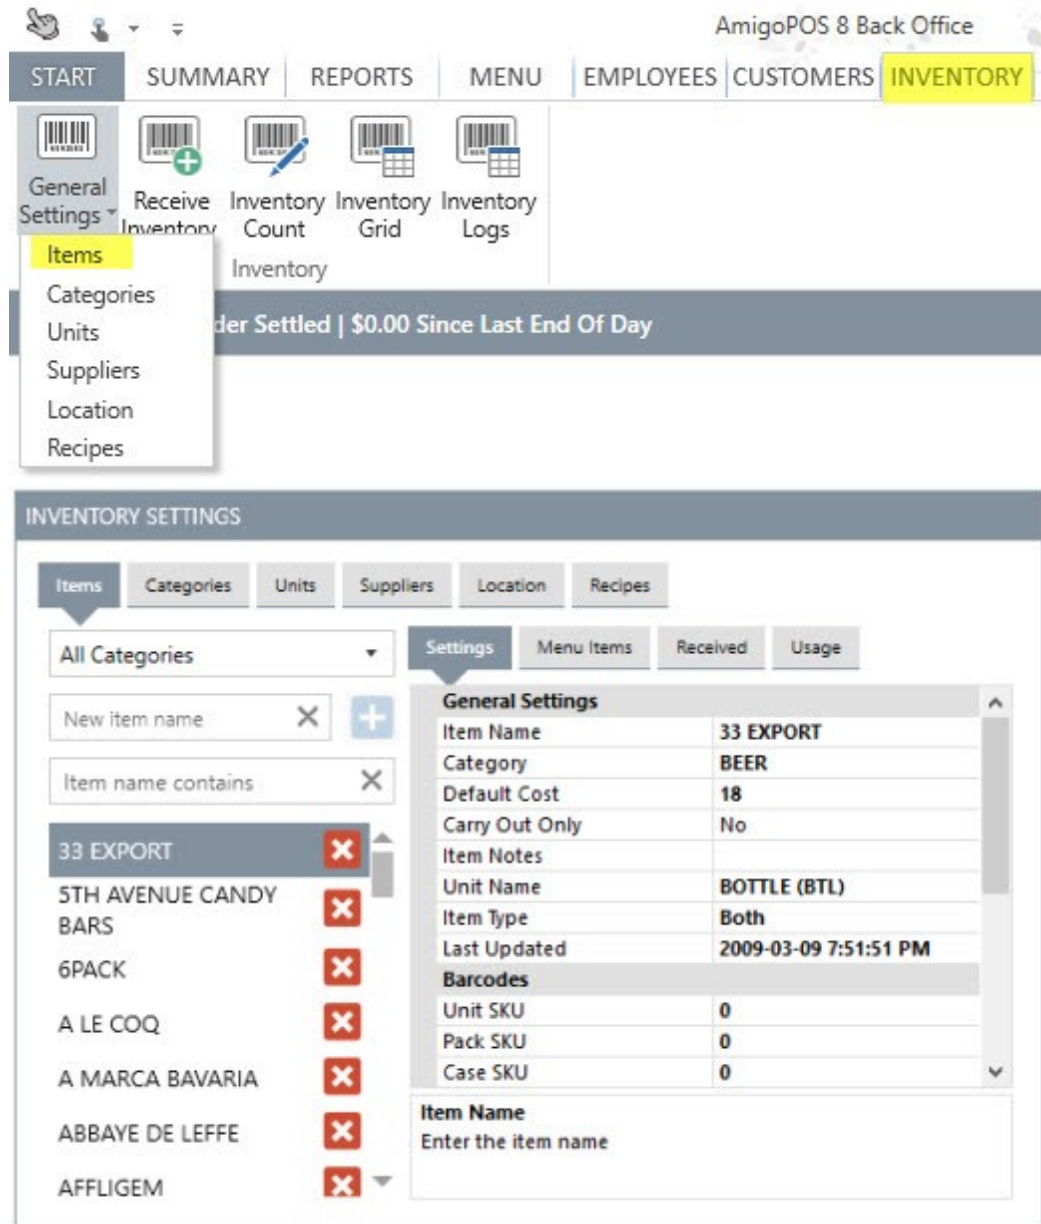 AmigoPOS 8 Back Office
START SUMMARY REPORTS MENU EMPLOYEES CUSTOMERS INVENTORY
General Settings
Receive Inventory
Inventory Count
Inventory Grid
Inventory Logs
Inventory
Items
Categories
Units
Suppliers
Location
Recipes
Settled | $0.00 Since Last End Of Day
INVENTORY SETTINGS
Items Categories Units Suppliers Location Recipes
All Categories
New item name
Item name contains
33 EXPORT
5TH AVENUE CANDY
BARS
6PACK
A LE COQ
A MARCA BAVARIA
ABBAYE DE LEFFE
AFFLIGEM
Settings Menu Items Received Usage
General Settings
Item Name 33 EXPORT
Category BEER
Default Cost 18
Carry Out Only No
Item Notes
Unit Name BOTTLE (BTL)
Item Type Both
Last Updated 2009-03-09 7:51:51 PM
Barcodes
Unit SKU 0
Pack SKU 0
Case SKU 0
Item Name
Enter the item name